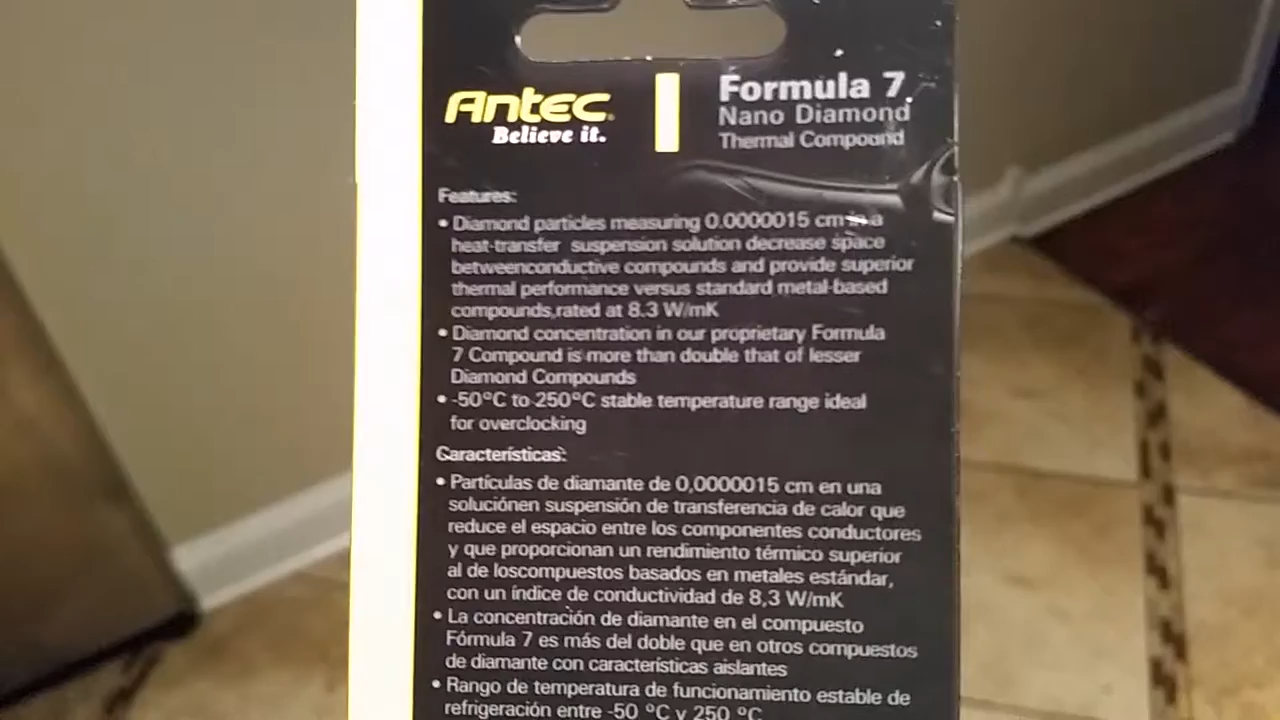 Antec
Believe it.
Formula 7
Nano Diamond
Thermal Compound
Features:
• Diamond particles measuring 0.0000015 cm in a
heat-transfer suspension solution decrease space
betweenconductive compounds and provide superior
thermal performance versus standard metal-based
compounds,rated at 8.3 W/mK
• Diamond concentration in our proprietary Formula
7 Compound is more than double that of lesser
Diamond Compounds
• -50°C to 250°C stable temperature range ideal
for overclocking
Características:
• Partículas de diamante de 0,0000015 cm en una
soluciónen suspensión de transferencia de calor que
reduce el espacio entre los componentes conductores
y que proporcionan un rendimiento térmico superior
al de loscompuestos basados en metales estándar,
con un índice de conductividad de 8,3 W/mK
• La concentración de diamante en el compuesto
Fórmula 7 es más del doble que en otros compuestos
de diamante con características aislantes
• Rango de temperatura de funcionamiento estable de
refrigeración entre -50 °C y 250 °C